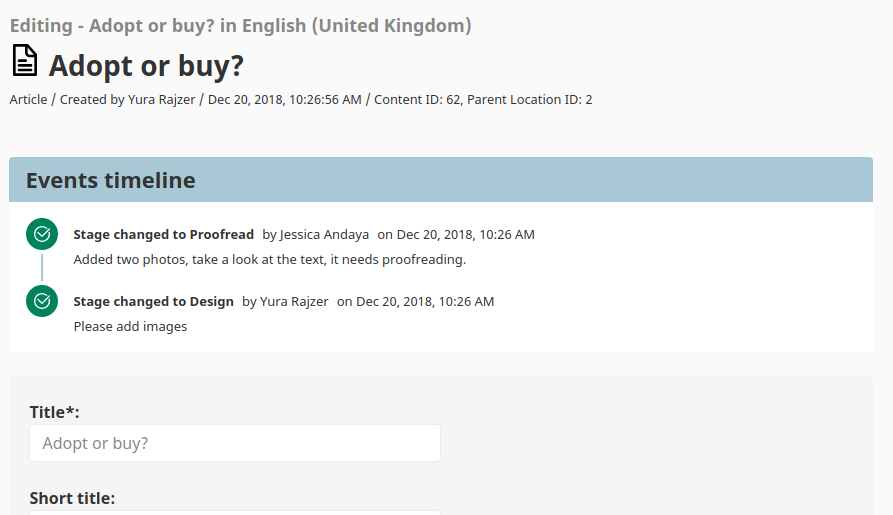 Editing - Adopt or buy? in English (United Kingdom)
Adopt or buy?
Article / Created by Yura Rajzer / Dec 20, 2018, 10:26:56 AM / Content ID: 62, Parent Location ID: 2
Events timeline
Stage changed to Proofread by Jessica Andaya on Dec 20, 2018, 10:26 AM
Added two photos, take a look at the text, it needs proofreading.
Stage changed to Design by Yura Rajzer on Dec 20, 2018, 10:26 AM
Please add images
Title*:
Adopt or buy?
Short title: